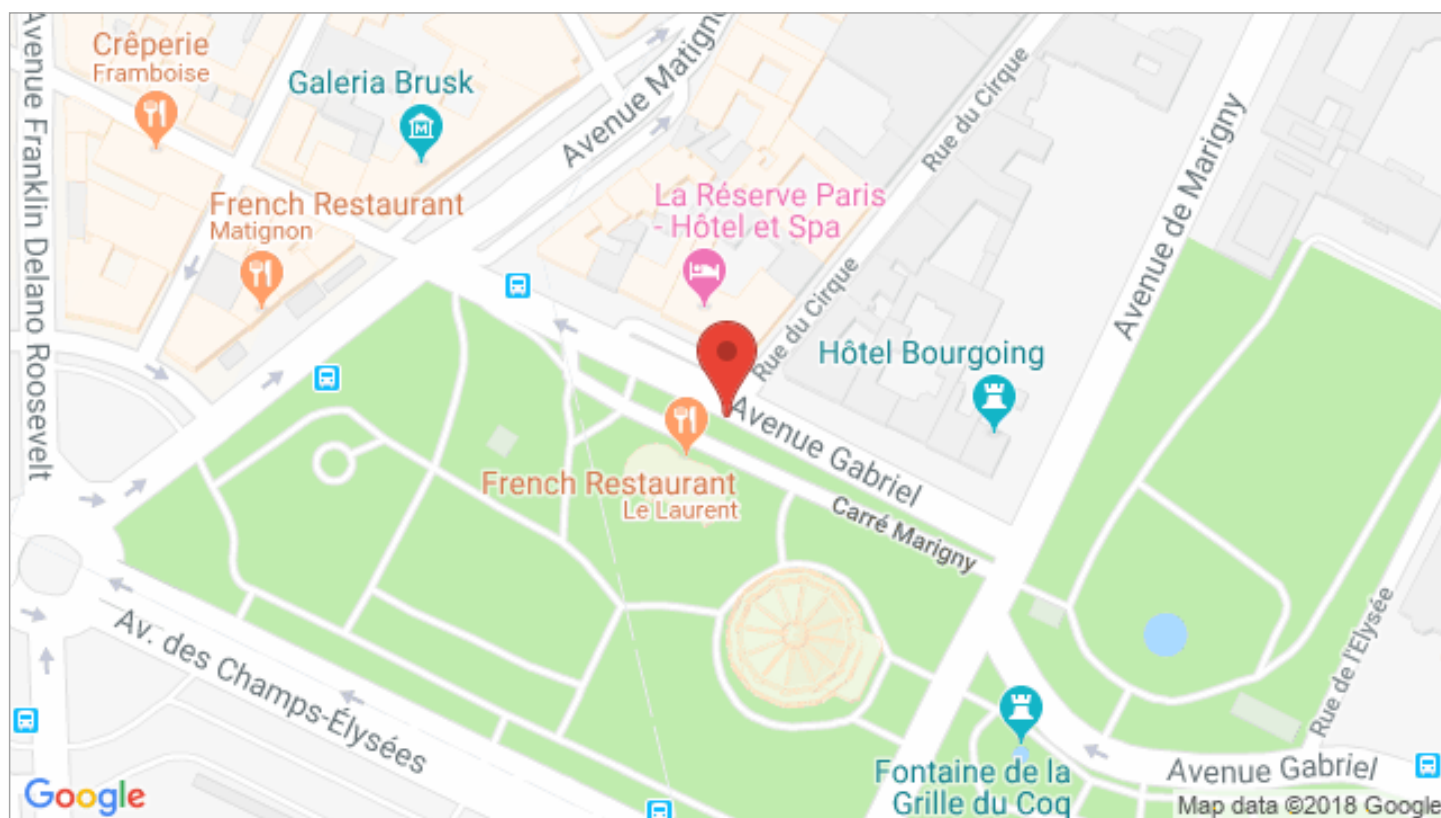 Avenue Franklin Delano Roosevelt
Crêperie
Framboise
Galeria Brusk
Avenue Matigno
Rue du Cirque
Avenue de Marigny
French Restaurant
Matignon
La Réserve Paris
- Hôtel et Spa
Rue du Cirque
Hôtel Bourgoing
Avenue Gabriel
French Restaurant
Le Laurent
Carré Marigny
Av. des Champs-Élysées
Rue de l'Elysée
Fontaine de la
Grille du Coq
Avenue Gabriel
Google
Map data ©2018 Google